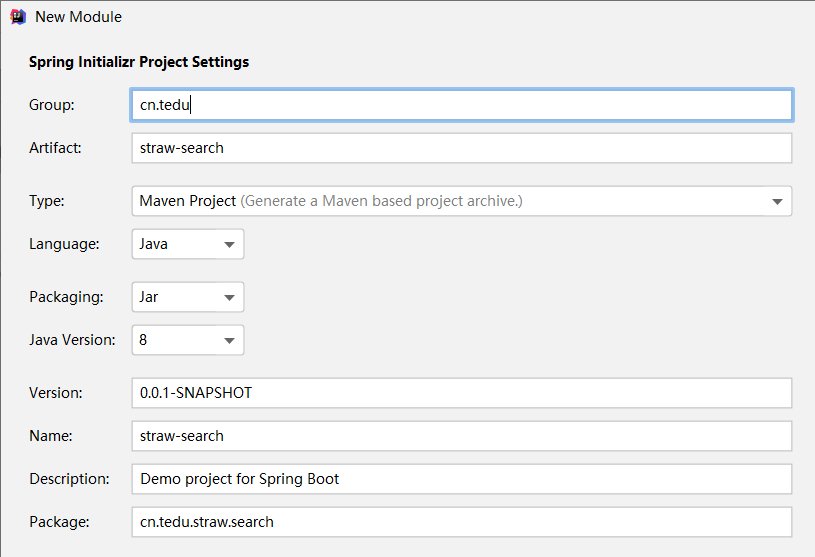 New Module
Spring Initializr Project Settings
Group: cn.tedu
Artifact: straw-search
Type: Maven Project (Generate a Maven based project archive.)
Language: Java
Packaging: Jar
Java Version: 8
Version: 0.0.1-SNAPSHOT
Name: straw-search
Description: Demo project for Spring Boot
Package: cn.tedu.straw.search